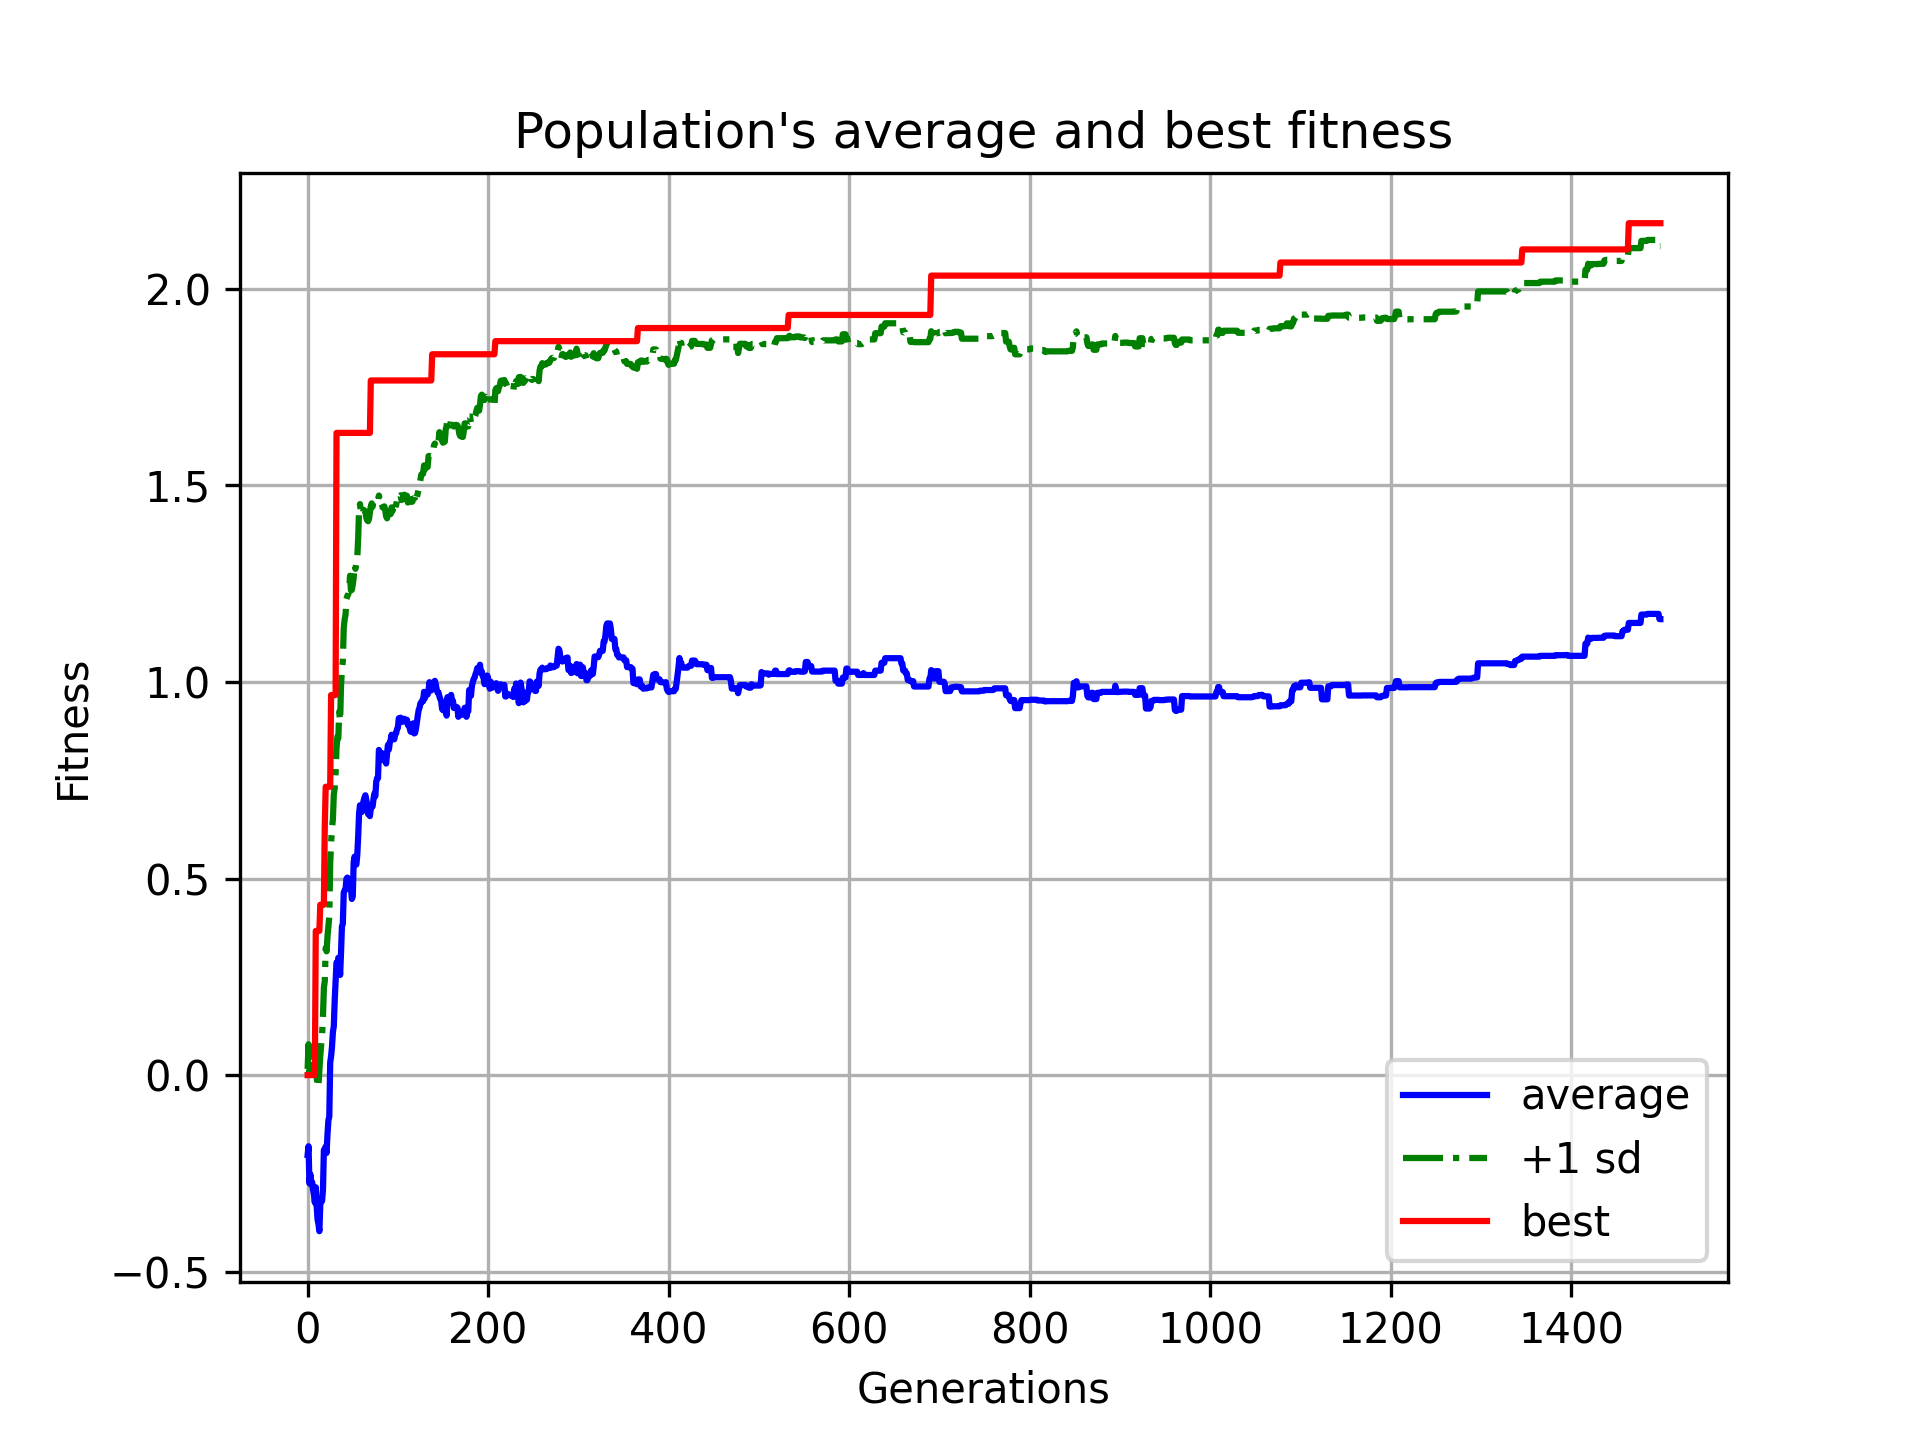 Population's average and best fitness
Fitness
2.0
1.5
1.0
0.5
0.0
−0.5
0 200 400 600 800 1000 1200 1400
Generations
average
+1 sd
best